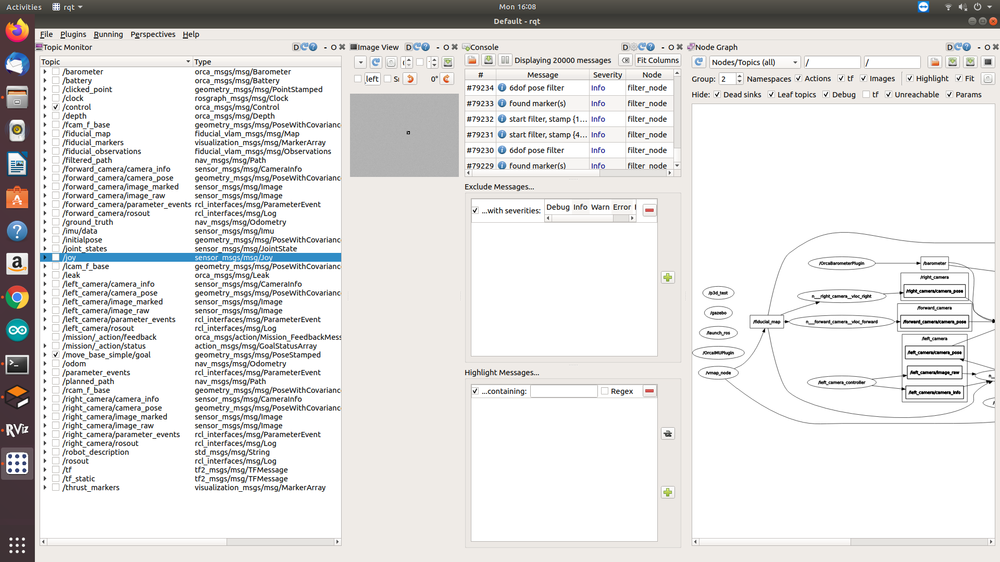 Activities rqt Mon 16:08
Default - rqt
File Plugins Running Perspectives Help
Topic Monitor D - O
Topic Type
/barometer orca_msgs/msg/Barometer
/battery orca_msgs/msg/Battery
/clicked_point geometry_msgs/msg/PointStamped
/clock rosgraph_msgs/msg/Clock
/control orca_msgs/msg/Control
/depth orca_msgs/msg/Depth
/fcam_f_base geometry_msgs/msg/PoseWithCovarianc
/fiducial_map fiducial_vlam_msgs/msg/Map
/fiducial_markers visualization_msgs/msg/MarkerArray
/fiducial_observations fiducial_vlam_msgs/msg/Observations
/filtered_path nav_msgs/msg/Path
/forward_camera/camera_info sensor_msgs/msg/CameraInfo
/forward_camera/camera_pose geometry_msgs/msg/PoseWithCovarianc
/forward_camera/image_marked sensor_msgs/msg/Image
/forward_camera/image_raw sensor_msgs/msg/Image
/forward_camera/parameter_events rcl_interfaces/msg/ParameterEvent
/forward_camera/rosout rcl_interfaces/msg/Log
/ground_truth nav_msgs/msg/Odometry
/imu/data sensor_msgs/msg/Imu
/initialpose geometry_msgs/msg/PoseWithCovarianc
/joint_states sensor_msgs/msg/JointState
/joy sensor_msgs/msg/Joy
/lcam_f_base geometry_msgs/msg/PoseWithCovarianc
/leak orca_msgs/msg/Leak
/left_camera/camera_info sensor_msgs/msg/CameraInfo
/left_camera/camera_pose geometry_msgs/msg/PoseWithCovarianc
/left_camera/image_marked sensor_msgs/msg/Image
/left_camera/image_raw sensor_msgs/msg/Image
/left_camera/parameter_events rcl_interfaces/msg/ParameterEvent
/left_camera/rosout rcl_interfaces/msg/Log
/mission/_action/feedback orca_msgs/action/Mission_FeedbackMess
/mission/_action/status action_msgs/msg/GoalStatusArray
/move_base_simple/goal geometry_msgs/msg/PoseStamped
/odom nav_msgs/msg/Odometry
/parameter_events rcl_interfaces/msg/ParameterEvent
/planned_path nav_msgs/msg/Path
/rcam_f_base geometry_msgs/msg/PoseWithCovarianc
/right_camera/camera_info sensor_msgs/msg/CameraInfo
/right_camera/camera_pose geometry_msgs/msg/PoseWithCovarianc
/right_camera/image_marked sensor_msgs/msg/Image
/right_camera/image_raw sensor_msgs/msg/Image
/right_camera/parameter_events rcl_interfaces/msg/ParameterEvent
/right_camera/rosout rcl_interfaces/msg/Log
/robot_description std_msgs/msg/String
/rosout rcl_interfaces/msg/Log
/tf tf2_msgs/msg/TFMessage
/tf_static tf2_msgs/msg/TFMessage
/thrust_markers visualization_msgs/msg/MarkerArray
Image View D - O
left 0°
Console D - O
Displaying 20000 messages Fit Columns
# Message Severity Node
#79234 6dof pose filter Info filter_node
#79233 found marker(s) Info filter_node
#79232 start filter, stamp {1... Info filter_node
#79231 start filter, stamp {4... Info filter_node
#79230 6dof pose filter Info filter_node
#79229 found marker(s) Info filter_node
Exclude Messages...
...with severities: Debug Info Warn Error
Highlight Messages...
...containing: Regex
Node Graph D - O
Nodes/Topics (all) / /
Group: 2 Namespaces Actions tf Images Highlight Fit
Hide: Dead sinks Leaf topics Debug tf Unreachable Params
/OrcaBarometerPlugin /barometer
/right_camera
/p3d_test
n___right_camera__vloc_right /right_camera/camera_pose
/gazebo
/forward_camera
/fiducial_map n___forward_camera__vloc_forward /forward_camera/camera_pose
/launch_ros
/left_camera
/OrcaIMUPlugin /left_camera/camera_pose
/vmap_node /left_camera/image_raw n_
/left_camera_controller
/left_camera/camera_info
RViz